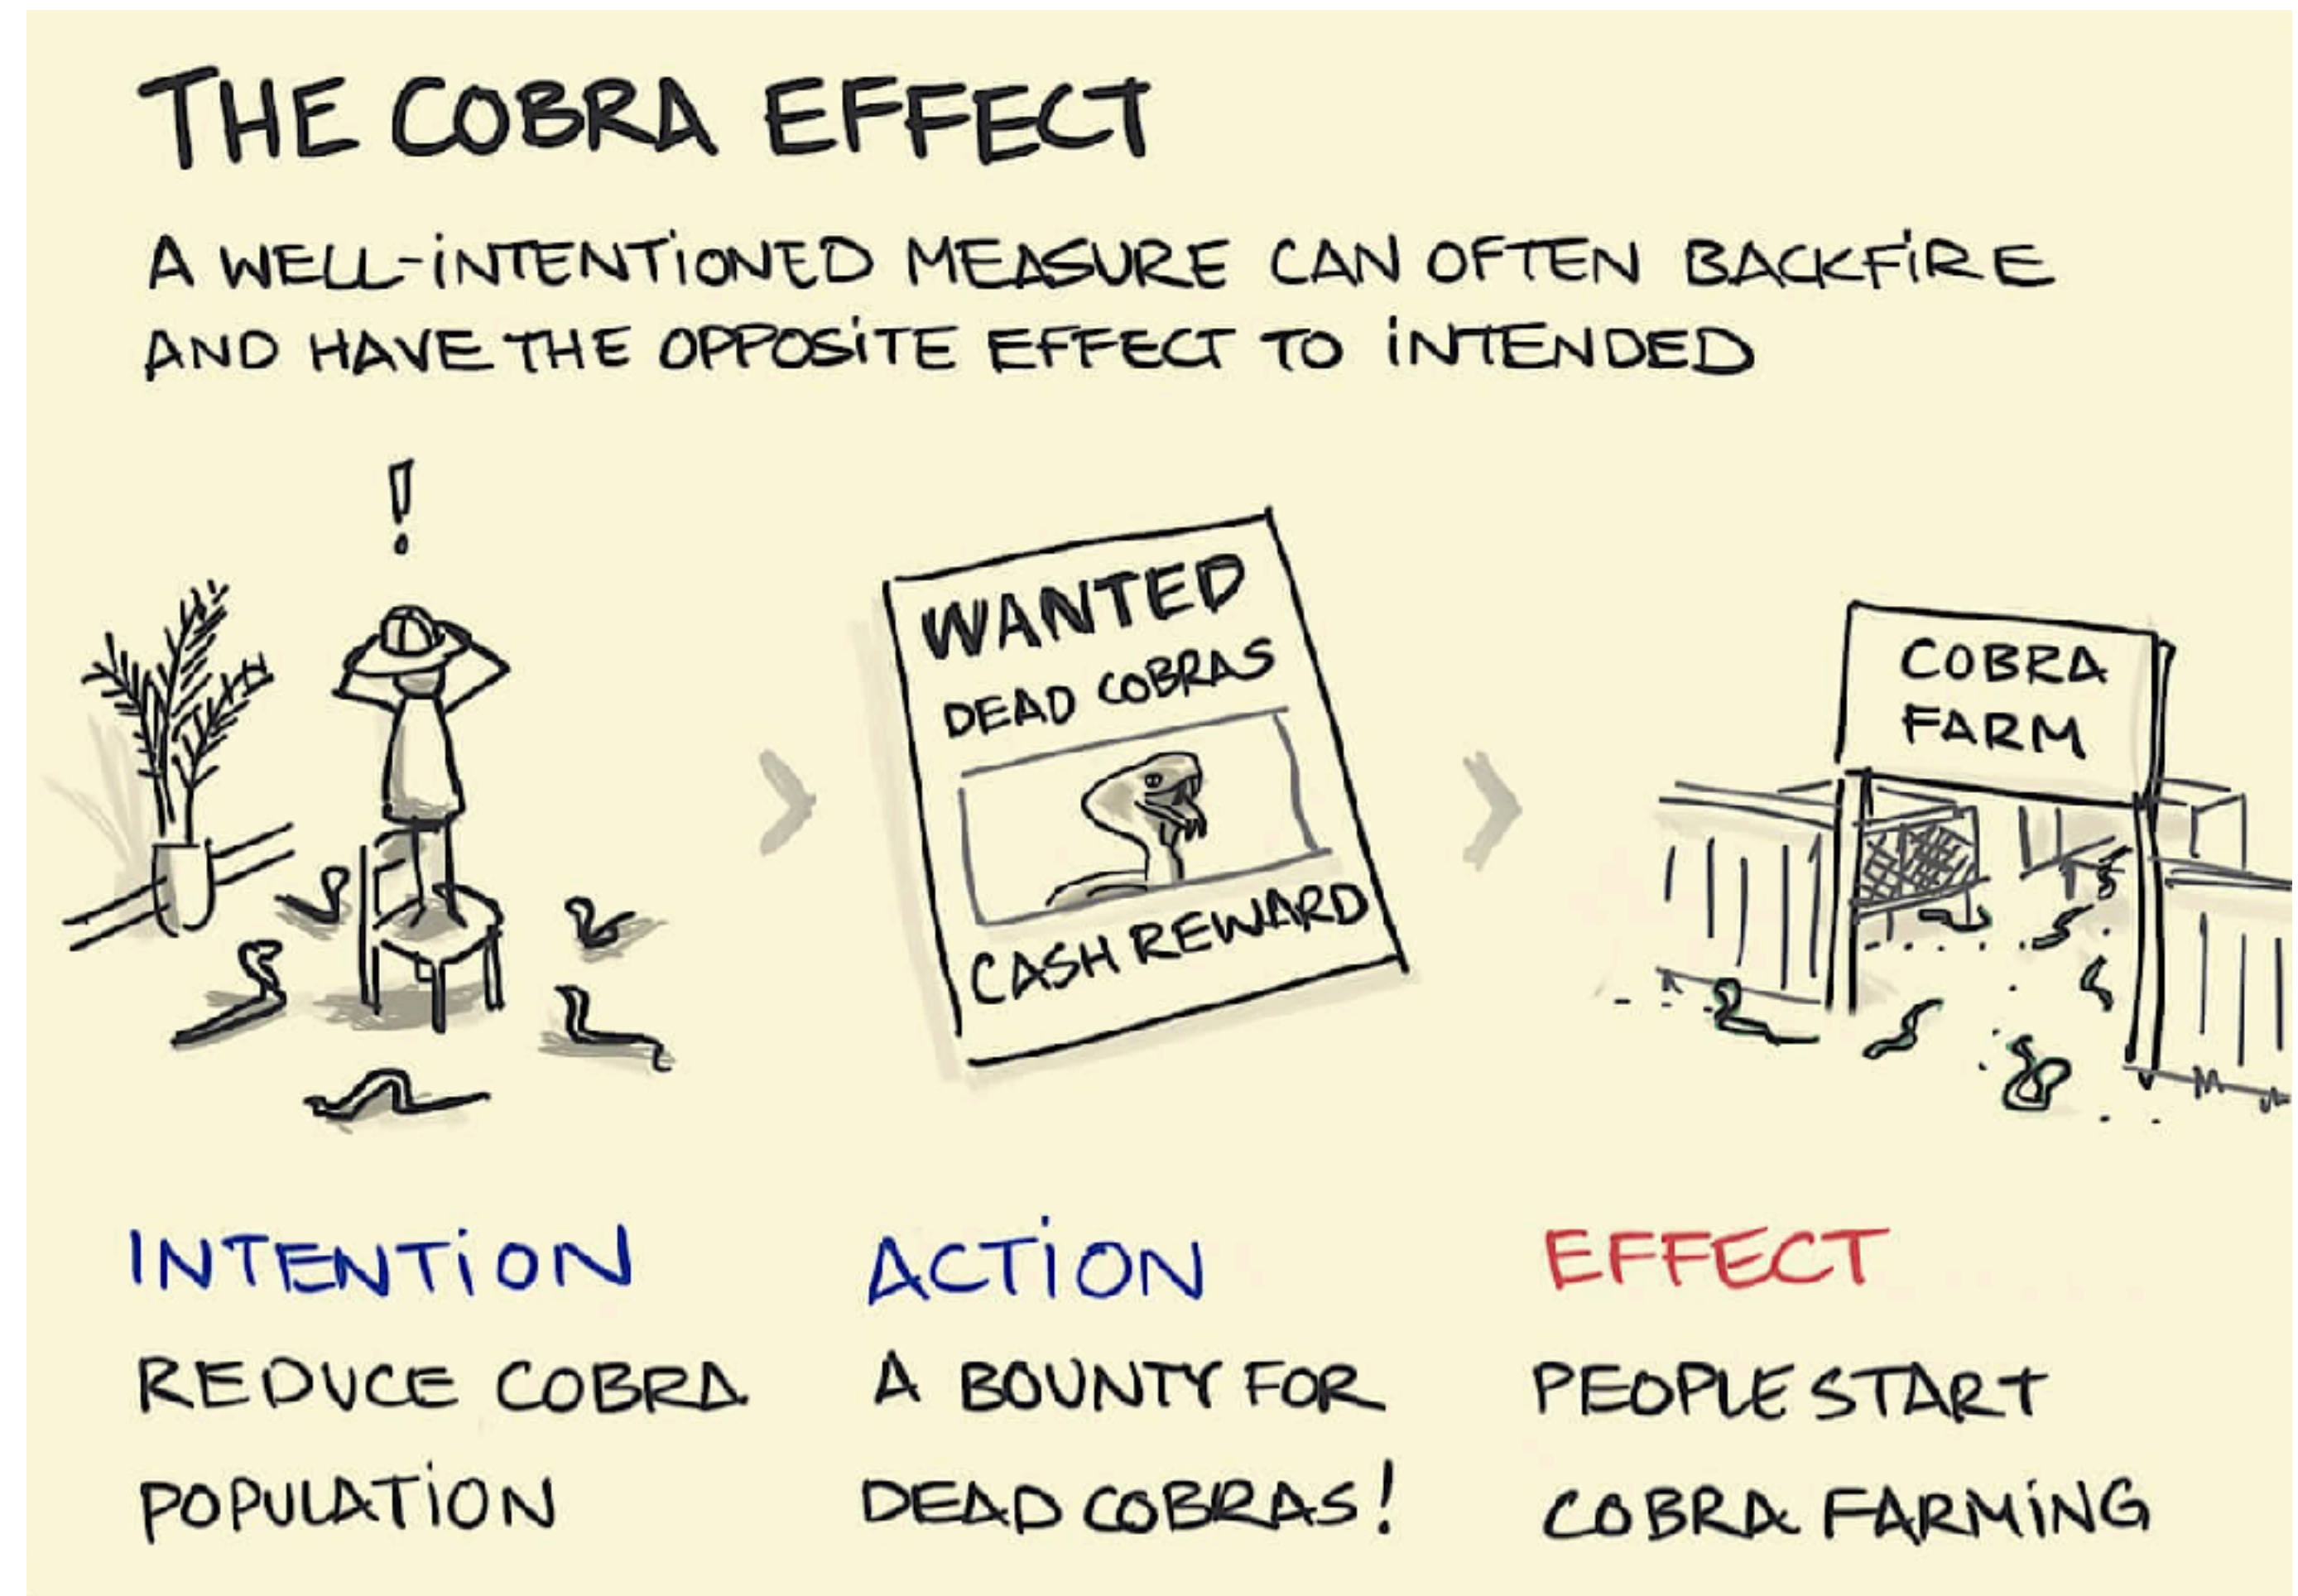 THE COBRA EFFECT
A WELL-INTENTIONED MEASURE CAN OFTEN BACKFIRE
AND HAVE THE OPPOSITE EFFECT TO INTENDED
!
WANTED
DEAD COBRAS
CASH REWARD
COBRA
FARM
INTENTION
REDUCE COBRA
POPULATION
ACTION
A BOUNTY FOR
DEAD COBRAS!
EFFECT
PEOPLE START
COBRA FARMING